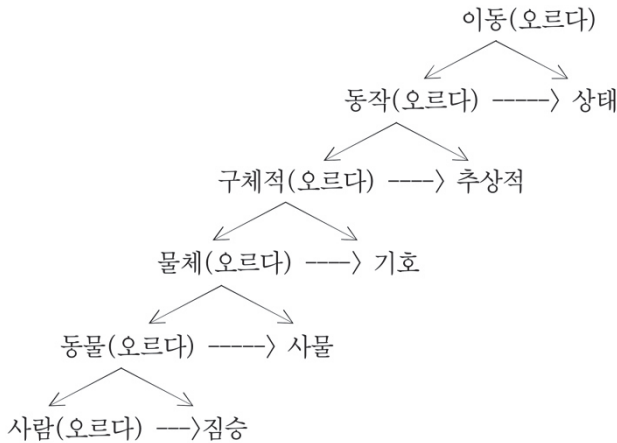 이동(오르다)
동작(오르다) -----> 상태
구체적(오르다) ----> 추상적
물체(오르다) ----> 기호
동물(오르다) -----> 사물
사람(오르다) --->짐승